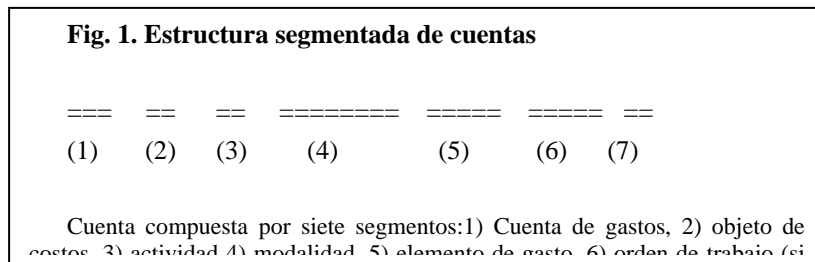 Fig. 1. Estructura segmentada de cuentas
=== == == ======== ===== ===== ==
(1) (2) (3) (4) (5) (6) (7)
Cuenta compuesta por siete segmentos:1) Cuenta de gastos, 2) objeto de
costos, 3) actividad 4) modalidad, 5) elemento de gasto, 6) orden de trabajo (si